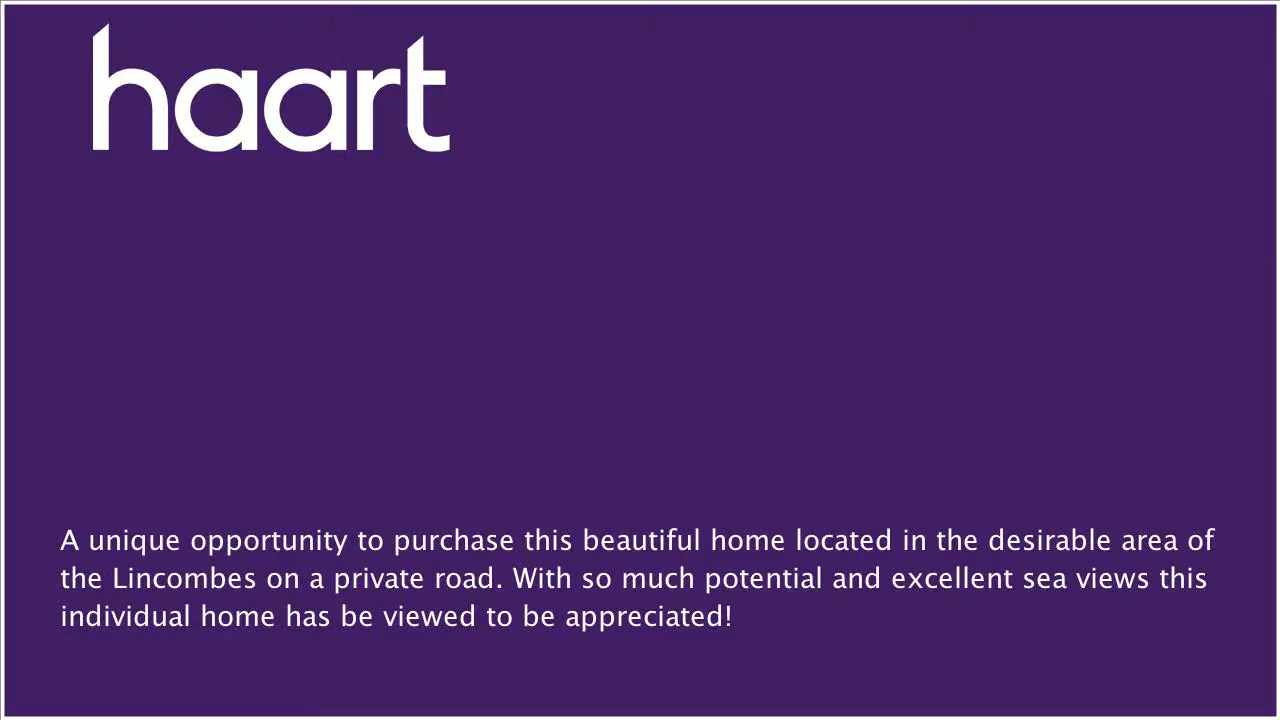 haart
A unique opportunity to purchase this beautiful home located in the desirable area of
the Lincombes on a private road. With so much potential and excellent sea views this
individual home has be viewed to be appreciated!